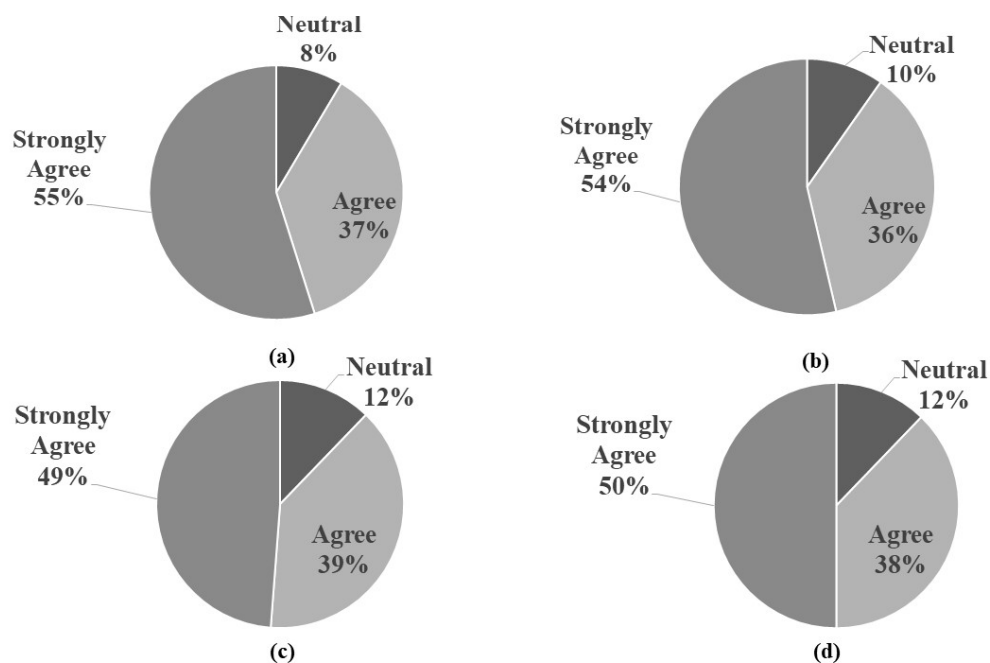 Neutral
8%
Strongly
Agree
55%
Agree
37%
(a)
Neutral
10%
Strongly
Agree
54%
Agree
36%
(b)
Neutral
12%
Strongly
Agree
49%
Agree
39%
(c)
Neutral
12%
Strongly
Agree
50%
Agree
38%
(d)